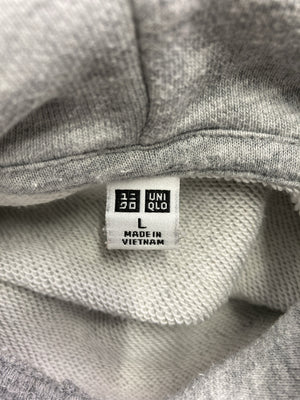 ユニ UNI
クロ QLO
L
MADE IN
VIETNAM